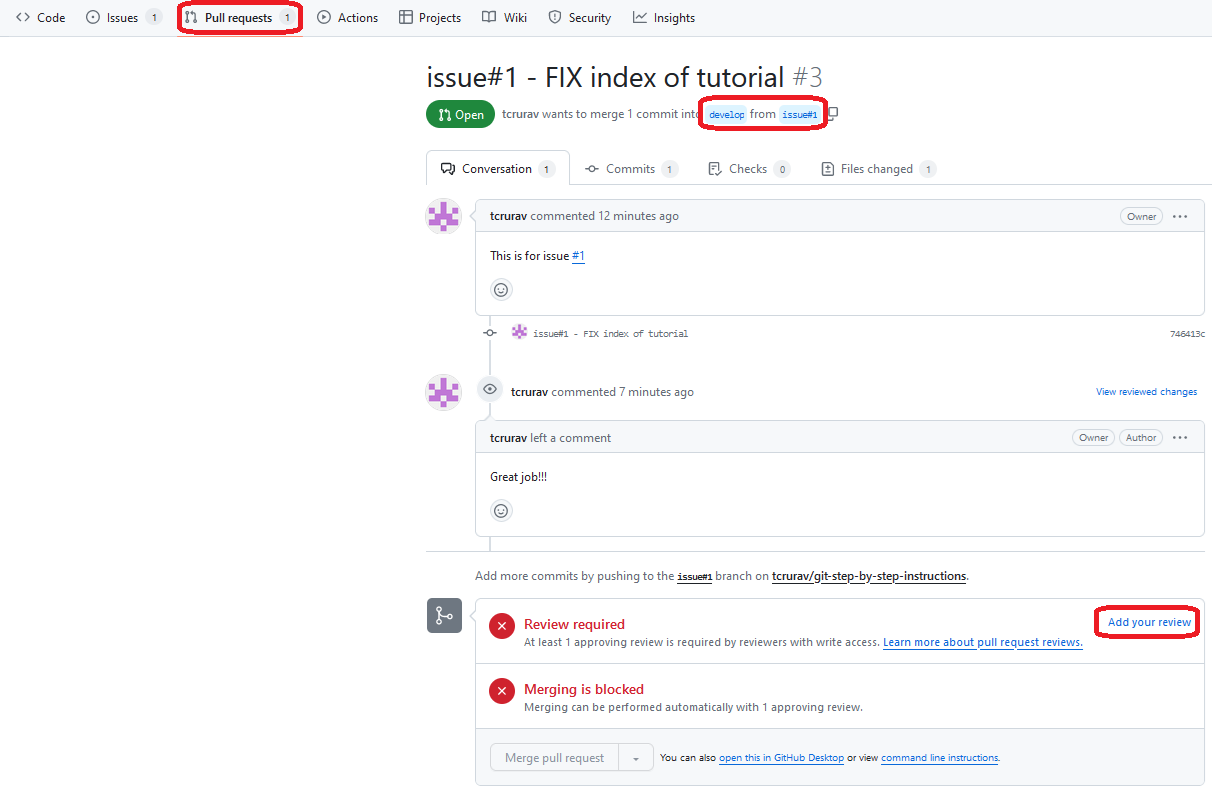 Code Issues 1 Pull requests 1 Actions Projects Wiki Security Insights
issue#1 - FIX index of tutorial #3
Open tcrurav wants to merge 1 commit into develop from issue#1
Conversation 1 Commits 1 Checks 0 Files changed 1
tcrurav commented 12 minutes ago Owner ...
This is for issue #1
issue#1 - FIX index of tutorial 746413c
tcrurav commented 7 minutes ago View reviewed changes
tcrurav left a comment Owner Author ...
Great job!!!
Add more commits by pushing to the issue#1 branch on tcrurav/git-step-by-step-instructions.
Review required Add your review
At least 1 approving review is required by reviewers with write access. Learn more about pull request reviews.
Merging is blocked
Merging can be performed automatically with 1 approving review.
Merge pull request You can also open this in GitHub Desktop or view command line instructions.